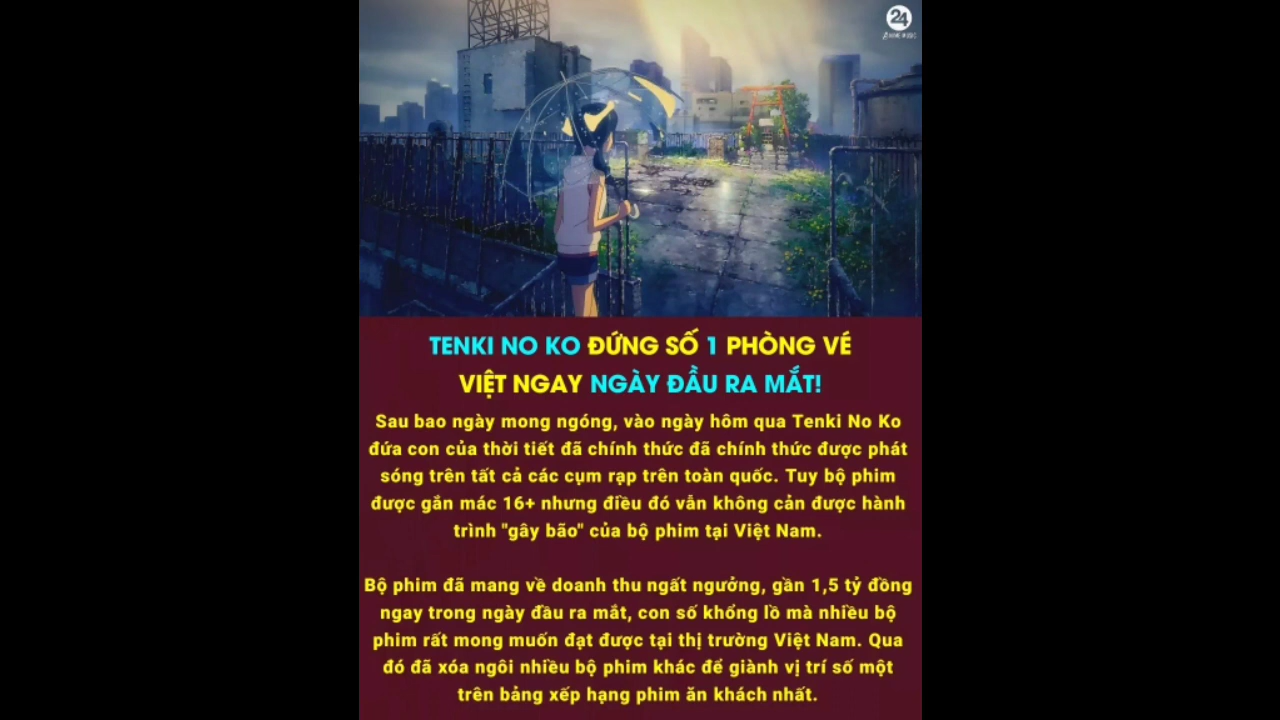 24
TENKI NO KO ĐỨNG SỐ 1 PHÒNG VÉ
VIỆT NGAY NGÀY ĐẦU RA MẮT!
Sau bao ngày mong ngóng, vào ngày hôm qua Tenki No Ko
đứa con của thời tiết đã chính thức đã chính thức được phát
sóng trên tất cả các cụm rạp trên toàn quốc. Tuy bộ phim
được gắn mác 16+ nhưng điều đó vẫn không cản được hành
trình "gây bão" của bộ phim tại Việt Nam.
Bộ phim đã mang về doanh thu ngất ngưởng, gần 1,5 tỷ đồng
ngay trong ngày đầu ra mắt, con số khổng lồ mà nhiều bộ
phim rất mong muốn đạt được tại thị trường Việt Nam. Qua
đó đã xóa ngôi nhiều bộ phim khác để giành vị trí số một
trên bảng xếp hạng phim ăn khách nhất.